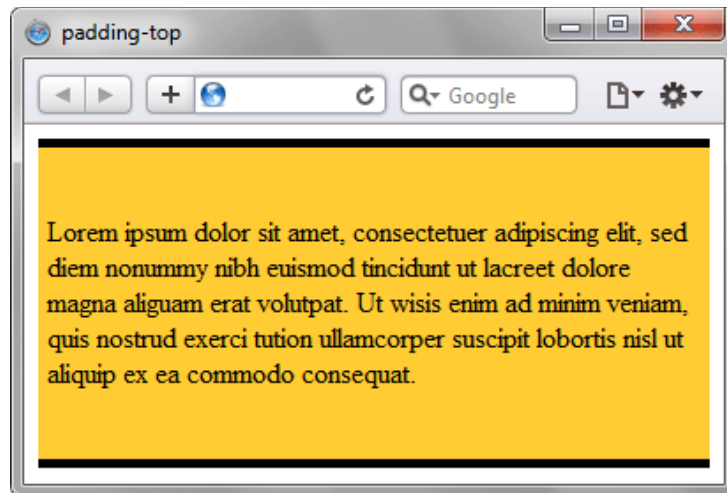 padding-top
Google
Lorem ipsum dolor sit amet, consectetuer adipiscing elit, sed
diem nonummy nibh euismod tincidunt ut lacreet dolore
magna aliguam erat volutpat. Ut wisis enim ad minim veniam,
quis nostrud exerci tution ullamcorper suscipit lobortis nisl ut
aliquip ex ea commodo consequat.